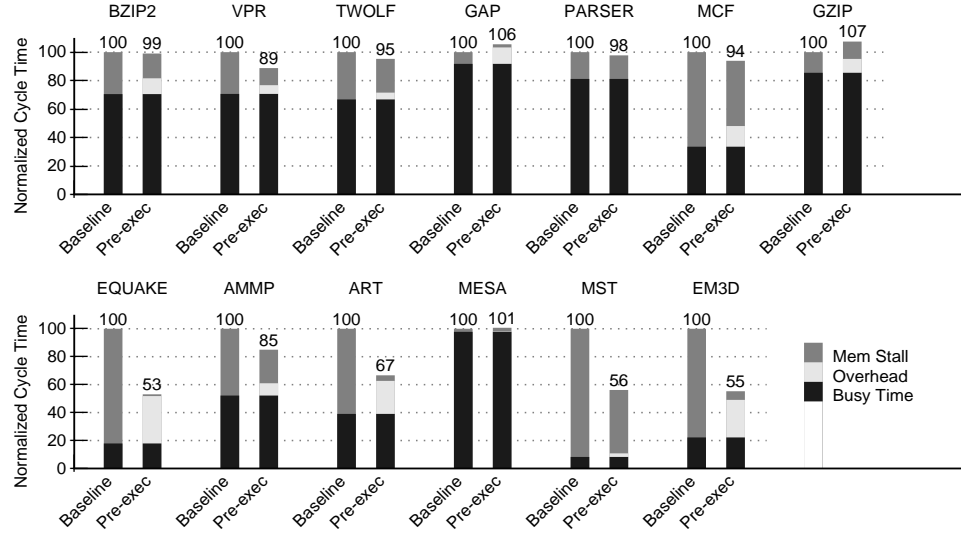 BZIP2 VPR TWOLF GAP PARSER MCF GZIP
Normalized Cycle Time
100 99 100 89 100 95 100 106 100 98 100 94 100 107
100
80
60
40
20
0
Baseline Pre-exec Baseline Pre-exec Baseline Pre-exec Baseline Pre-exec Baseline Pre-exec Baseline Pre-exec Baseline Pre-exec
EQUAKE AMMP ART MESA MST EM3D
Normalized Cycle Time
100 53 100 85 100 67 100 101 100 56 100 55
100
80
60
40
20
0
Baseline Pre-exec Baseline Pre-exec Baseline Pre-exec Baseline Pre-exec Baseline Pre-exec Baseline Pre-exec
Mem Stall
Overhead
Busy Time